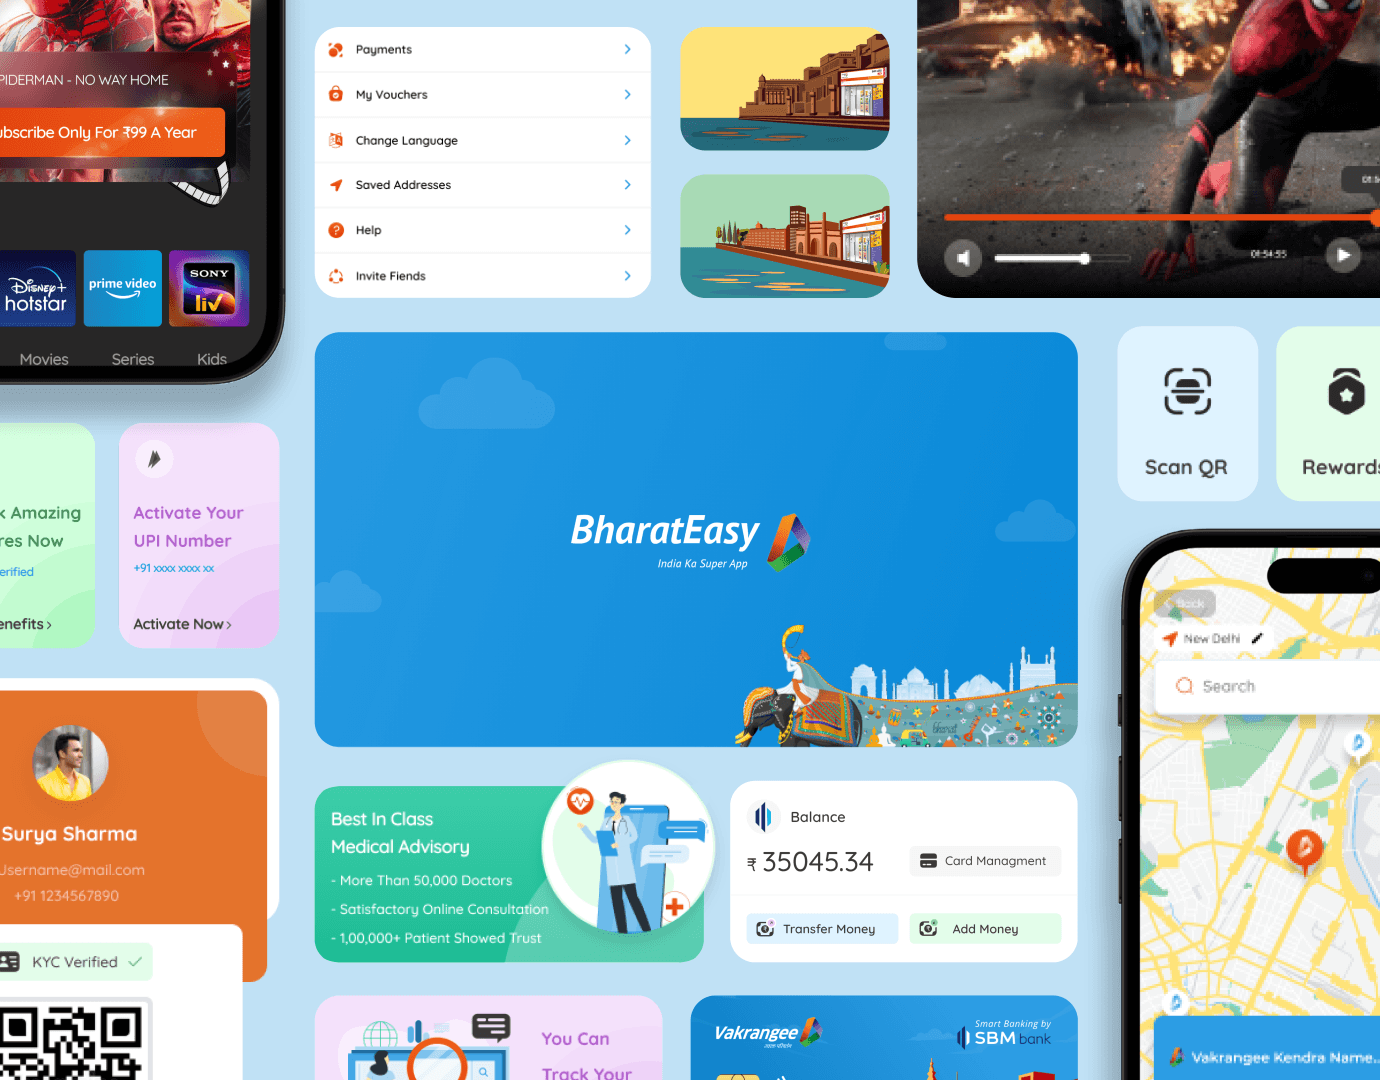 PIDERMAN - NO WAY HOME
ubscribe Only For ₹99 A Year
Disney+
hotstar
prime video
SONY
liv
Movies
Series
Kids
Payments
My Vouchers
Change Language
Saved Addresses
Help
Invite Fiends
01:54:55
Scan QR
Rewards
k Amazing
res Now
erified
enefits ›
Activate Your
UPI Number
+91 xxxx xxxx xx
Activate Now ›
BharatEasy
India Ka Super App
bharat
Back
New Delhi
Search
Vakrangee Kendra Name...
Surya Sharma
Username@mail.com
+91 1234567890
KYC Verified
Best In Class
Medical Advisory
- More Than 50,000 Doctors
- Satisfactory Online Consultation
- 1,00,000+ Patient Showed Trust
Balance
₹ 35045.34
Card Managment
Transfer Money
Add Money
You Can
Track Your
Vakrangee
Smart Banking by
SBM bank